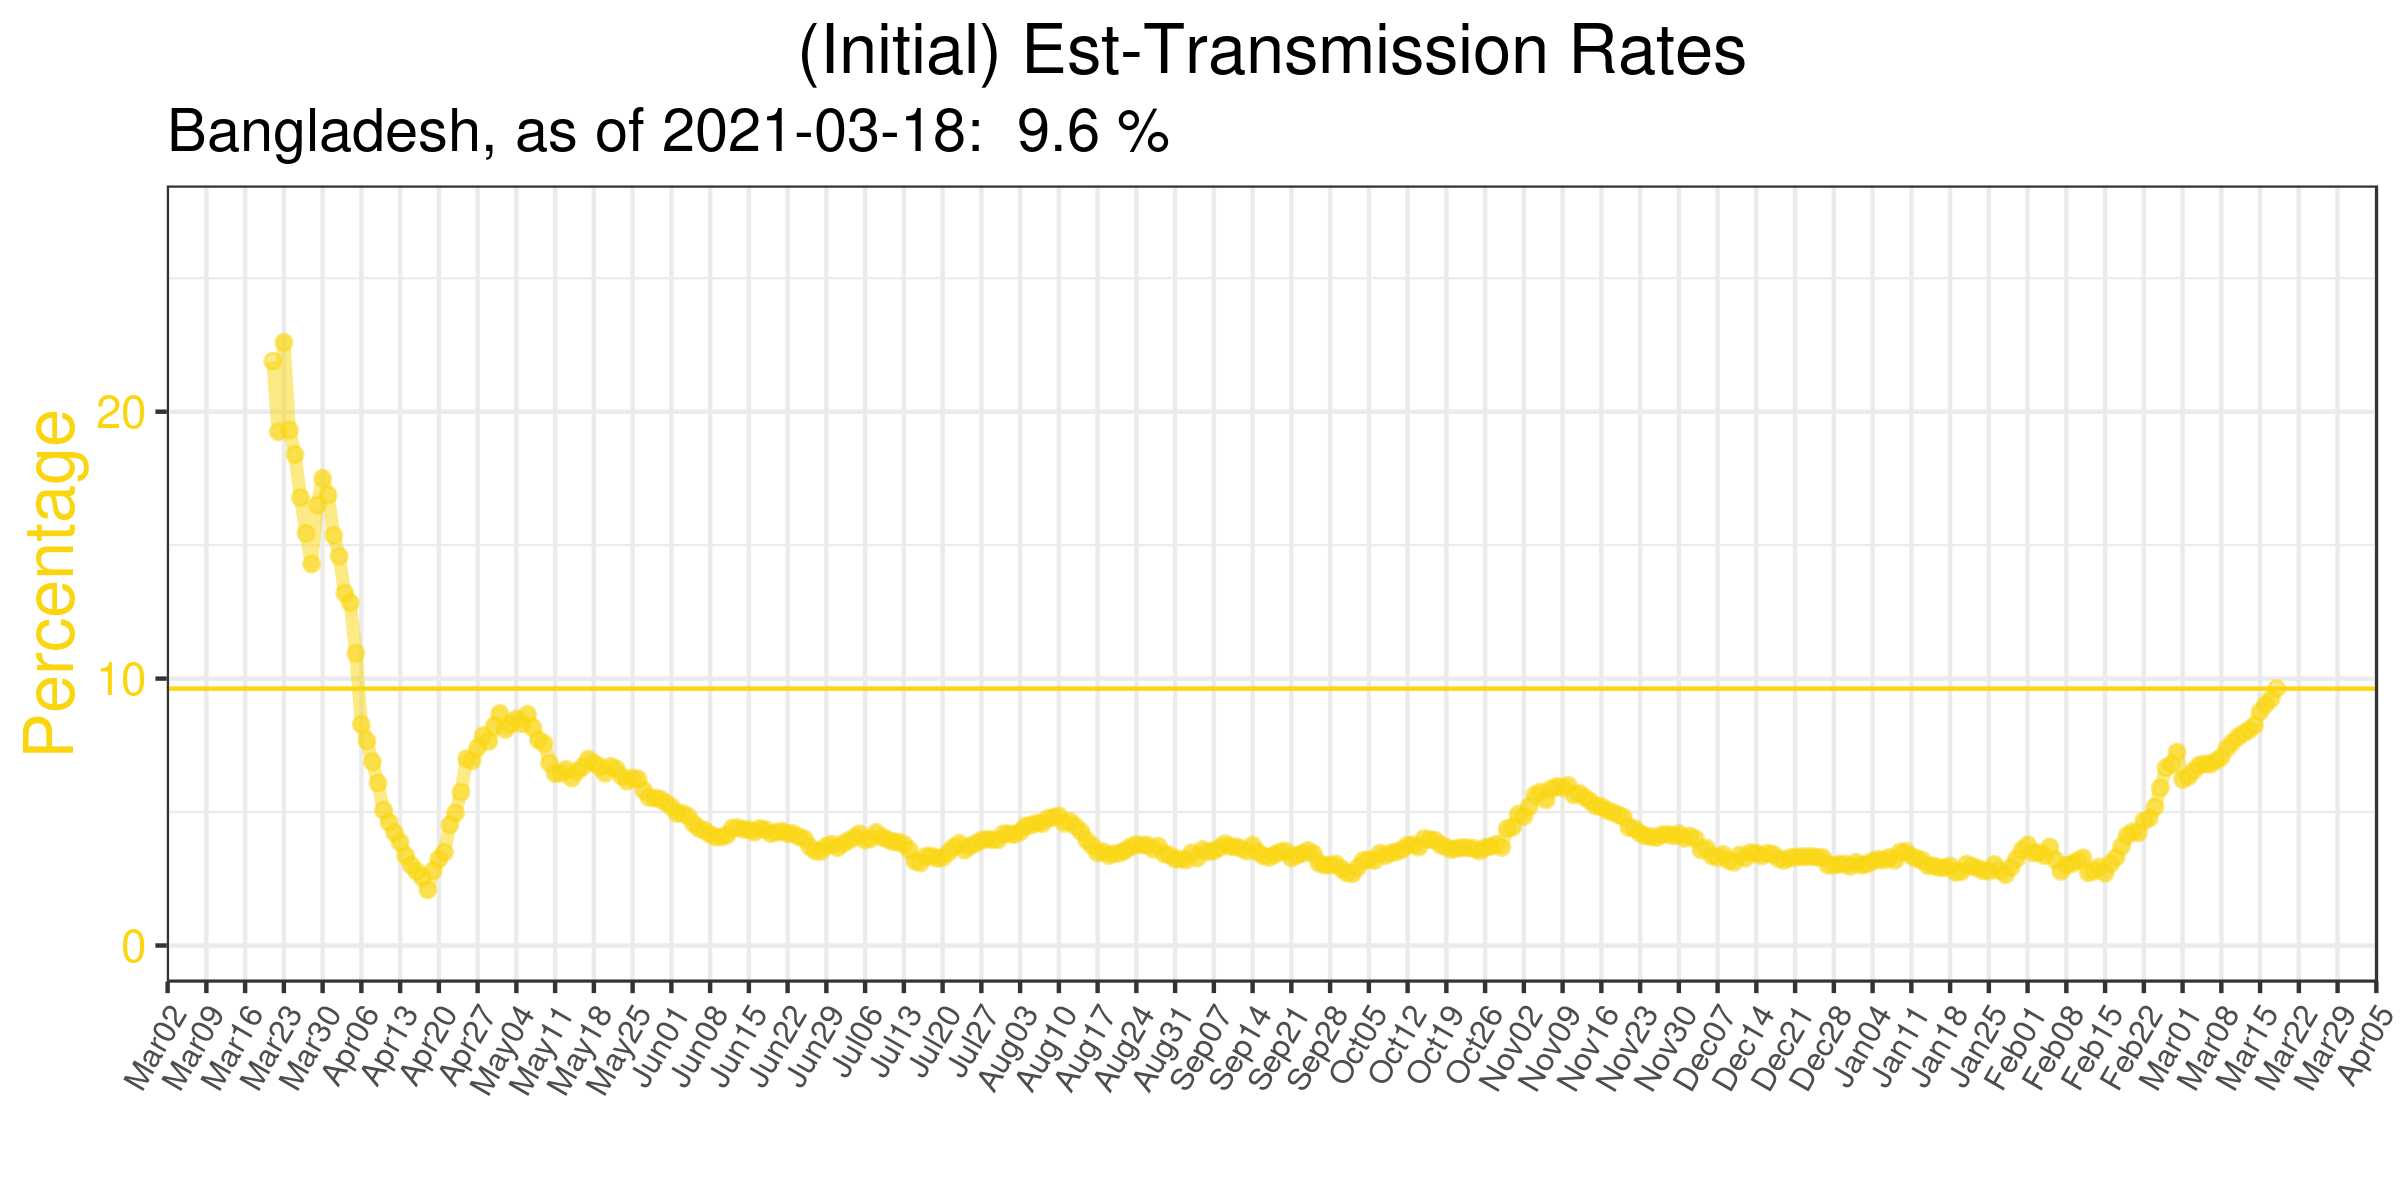 (Initial) Est-Transmission Rates
Bangladesh, as of 2021-03-18:  9.6 %
Percentage
20
10
0
Mar02
Mar09
Mar16
Mar23
Mar30
Apr06
Apr13
Apr20
Apr27
May04
May11
May18
May25
Jun01
Jun08
Jun15
Jun22
Jun29
Jul06
Jul13
Jul20
Jul27
Aug03
Aug10
Aug17
Aug24
Aug31
Sep07
Sep14
Sep21
Sep28
Oct05
Oct12
Oct19
Oct26
Nov02
Nov09
Nov16
Nov23
Nov30
Dec07
Dec14
Dec21
Dec28
Jan04
Jan11
Jan18
Jan25
Feb01
Feb08
Feb15
Feb22
Mar01
Mar08
Mar15
Mar22
Mar29
Apr05